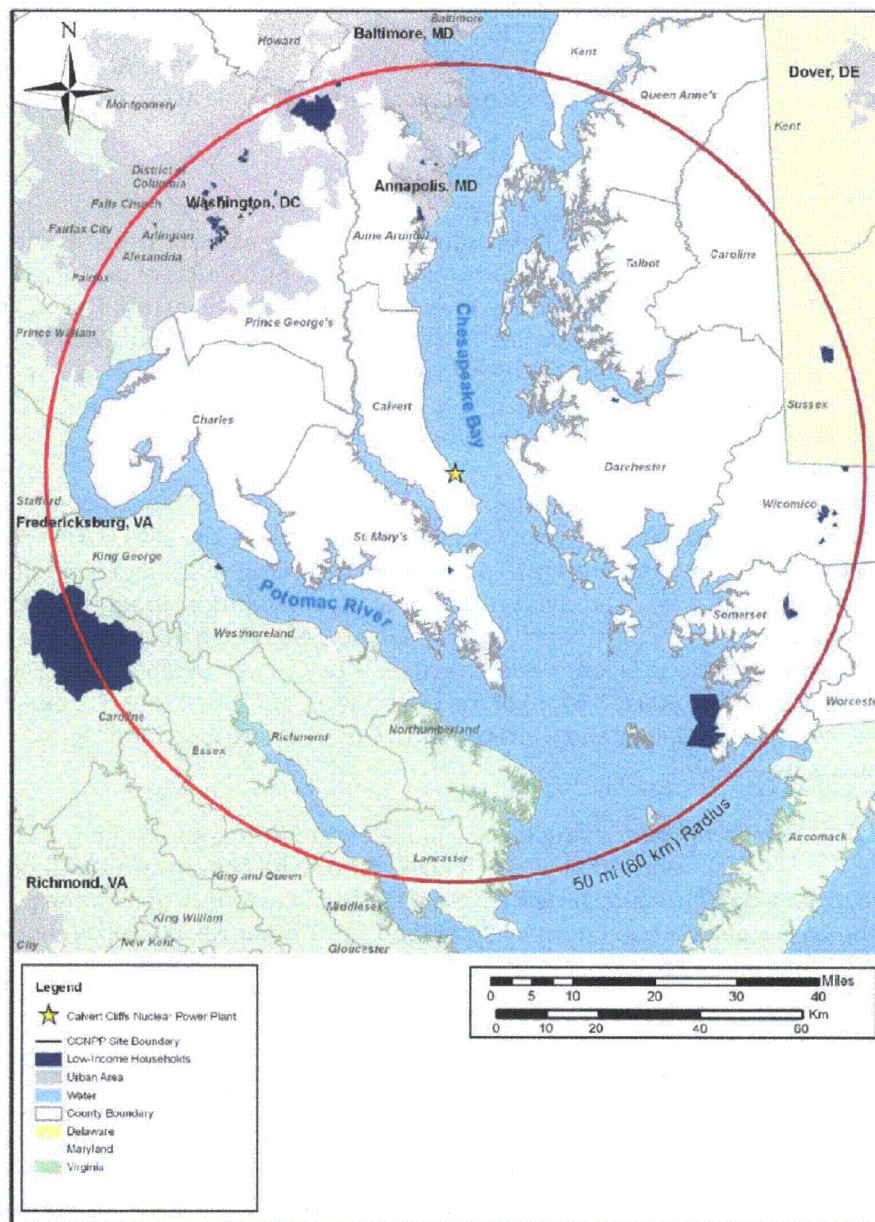 N
Baltimore
Baltimore, MD
Howard
Kent
Queen Anne's
Dover, DE
Kent
Montgomery
District of
Columbia
Annapolis, MD
Falls Church
Washington, DC
Fairfax City
Arlington
Anne Arundel
Alexandria
Talbot
Caroline
Fairfax
Prince William
Prince George's
Chesapeake Bay
Calvert
Charles
Sussex
Dorchester
Stafford
Wicomico
Fredericksburg, VA
St. Mary's
King George
Potomac River
Somerset
Westmoreland
Worcester
Caroline
Northumberland
Richmond
Essex
50 mi (80 km) Radius
Accomack
Lancaster
Richmond, VA
King and Queen
Middlesex
King William
City
New Kent
Gloucester
Legend
Calvert Cliffs Nuclear Power Plant
CCNPP Site Boundary
Low-Income Households
Urban Area
Water
County Boundary
Delaware
Maryland
Virginia
Miles
0 5 10 20 30 40
Km
0 10 20 40 60